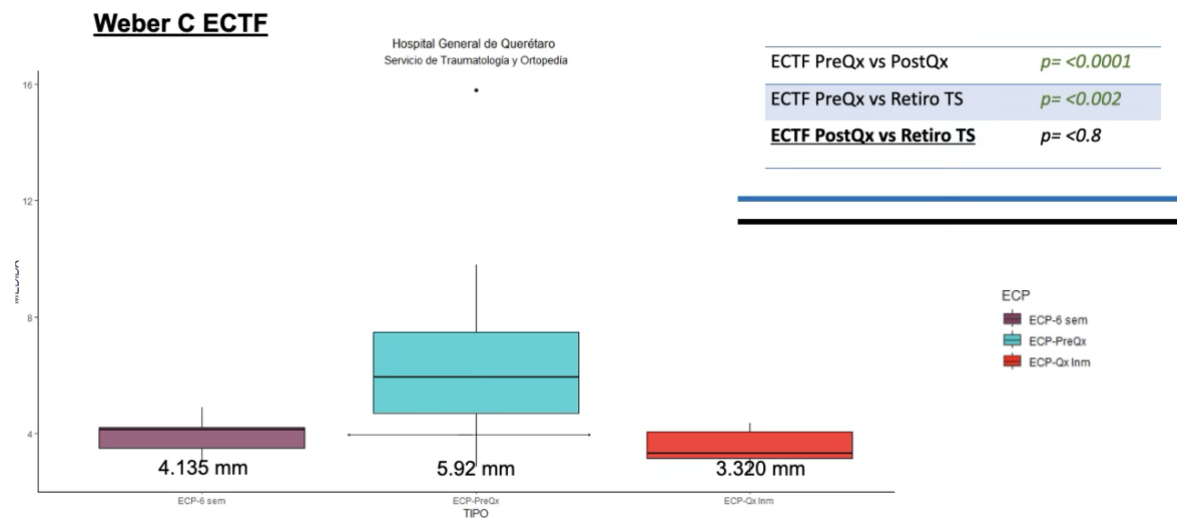 Weber C ECTF
Hospital General de Querétaro
Servicio de Traumatología y Ortopedía
ECTF PreQx vs PostQx p= <0.0001
ECTF PreQx vs Retiro TS p= <0.002
ECTF PostQx vs Retiro TS p= <0.8
16
12
8
4
ECP
ECP-6 sem
ECP-PreQx
ECP-Qx Inm
4.135 mm 5.92 mm 3.320 mm
ECP-6 sem ECP-PreQx ECP-Qx Inm
TIPO